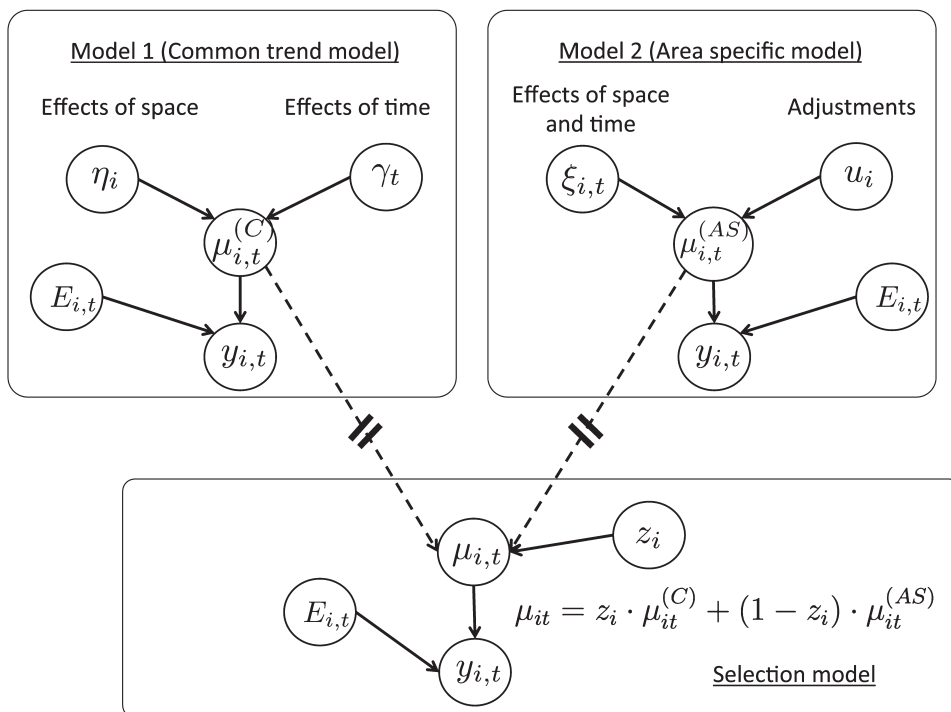 Model 1 (Common trend model)
Effects of space
Effects of time
η_i
γ_t
μ_{i,t}^{(C)}
E_{i,t}
y_{i,t}
Model 2 (Area specific model)
Effects of space
and time
Adjustments
ξ_{i,t}
u_i
μ_{i,t}^{(AS)}
E_{i,t}
y_{i,t}
μ_{i,t}
z_i
E_{i,t}
μ_{it} = z_i · μ_{it}^{(C)} + (1 − z_i) · μ_{it}^{(AS)}
y_{i,t}
Selection model